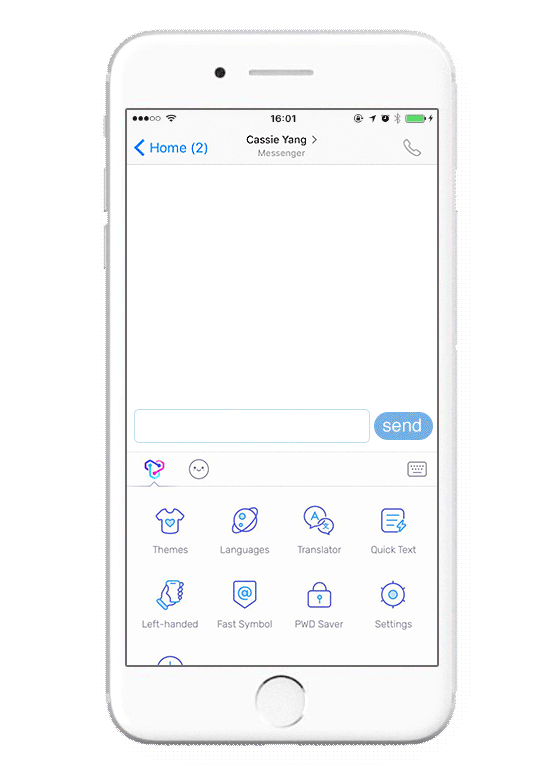 16:01
Home (2)
Cassie Yang
Messenger
send
Themes
Languages
Translator
Quick Text
Left-handed
Fast Symbol
PWD Saver
Settings